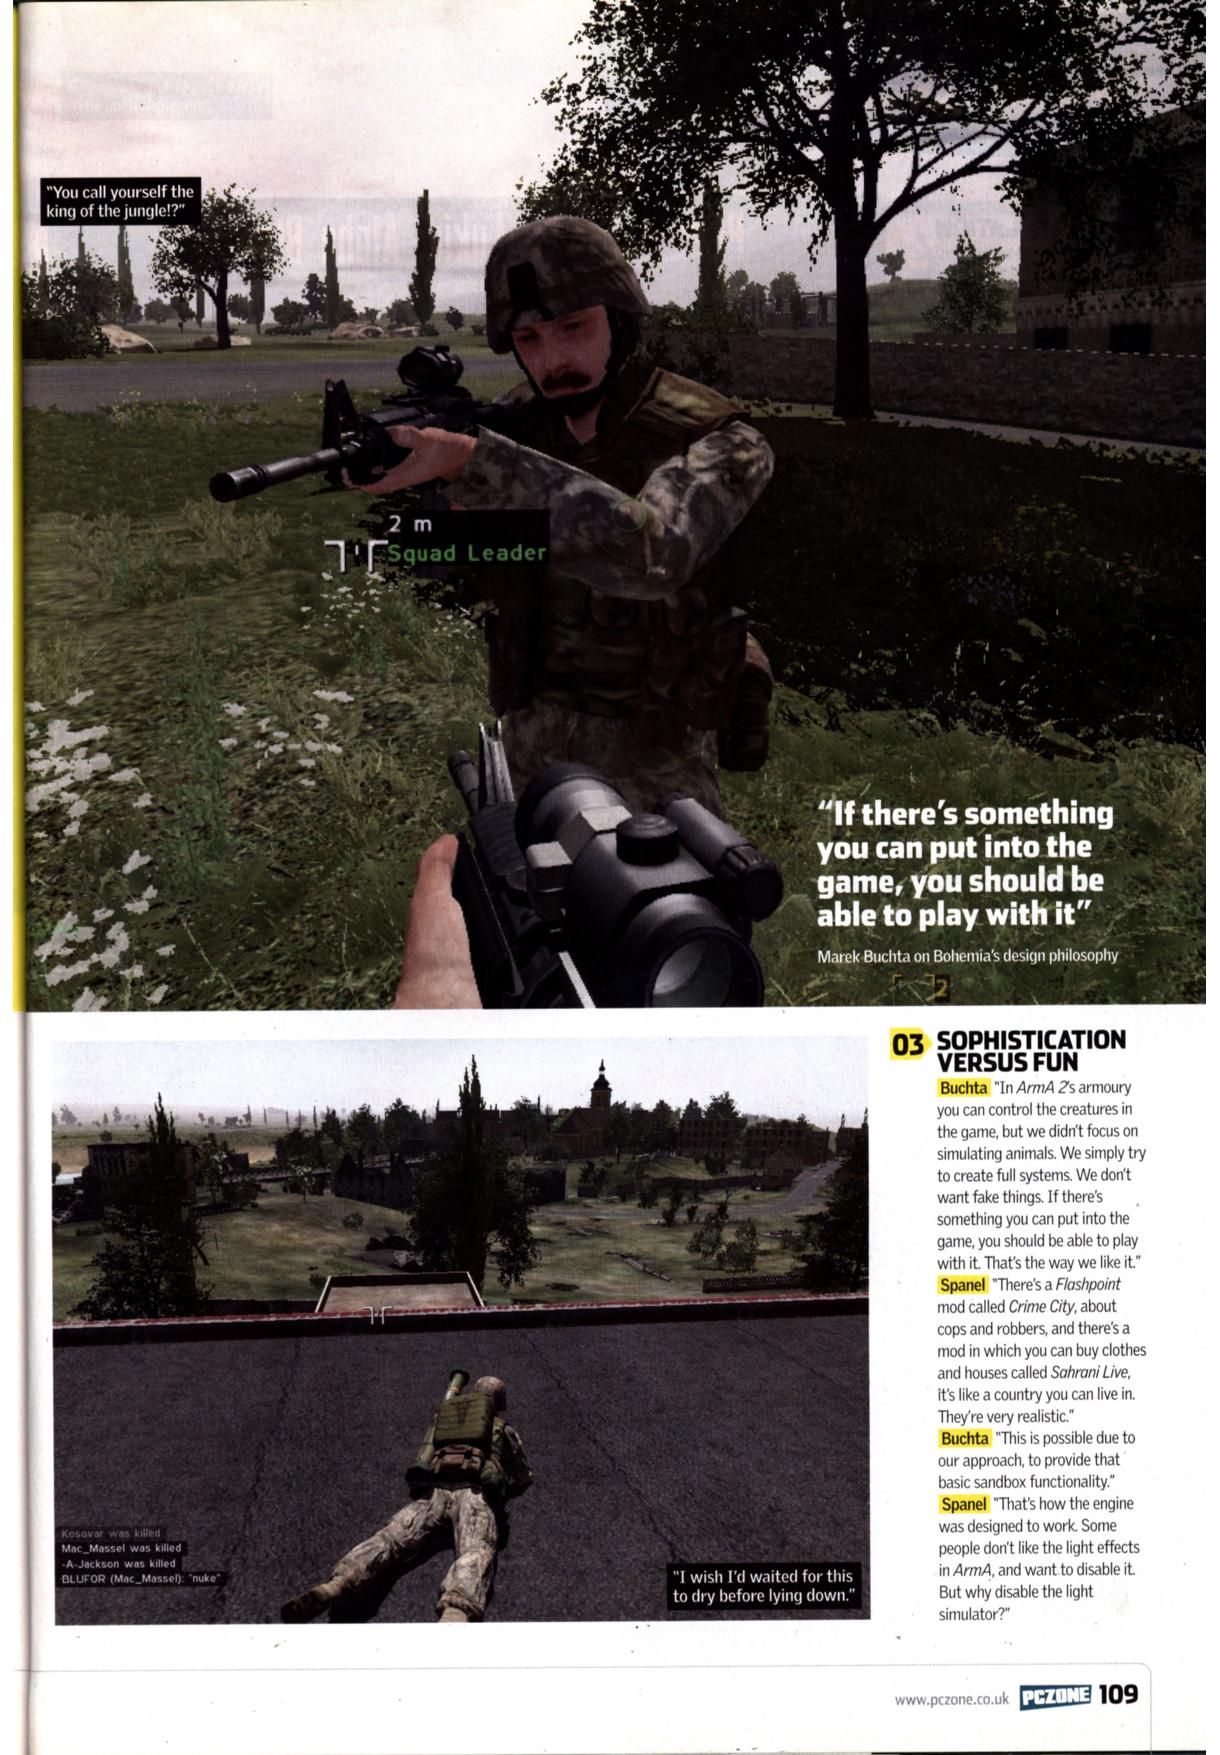 "You call yourself the
king of the jungle!?"
2 m
Squad Leader
"If there's something
you can put into the
game, you should be
able to play with it"
Marek Buchta on Bohemia's design philosophy
2
03 SOPHISTICATION
VERSUS FUN
Buchta "In ArmA 2's armoury
you can control the creatures in
the game, but we didn't focus on
simulating animals. We simply try
to create full systems. We don't
want fake things. If there's
something you can put into the
game, you should be able to play
with it. That's the way we like it."
Spanel "There's a Flashpoint
mod called Crime City, about
cops and robbers, and there's a
mod in which you can buy clothes
and houses called Sahrani Live,
it's like a country you can live in.
They're very realistic."
Buchta "This is possible due to
our approach, to provide that
basic sandbox functionality."
Spanel "That's how the engine
was designed to work. Some
people don't like the light effects
in ArmA, and want to disable it.
But why disable the light
simulator?"
Kosovar was killed
Mac_Massel was killed
-A-Jackson was killed
BLUFOR (Mac_Massel): "nuke"
"I wish I'd waited for this
to dry before lying down."
www.pczone.co.uk PCZONE 109